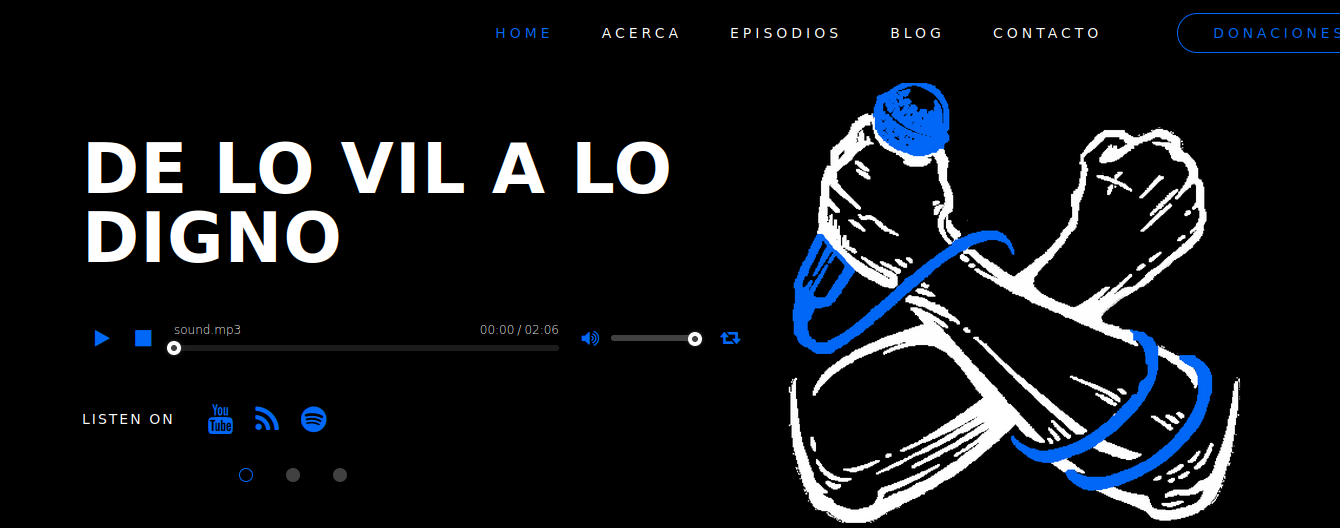 HOME ACERCA EPISODIOS BLOG CONTACTO DONACIONES
DE LO VIL A LO
DIGNO
sound.mp3 00:00 / 02:06
LISTEN ON You Tube